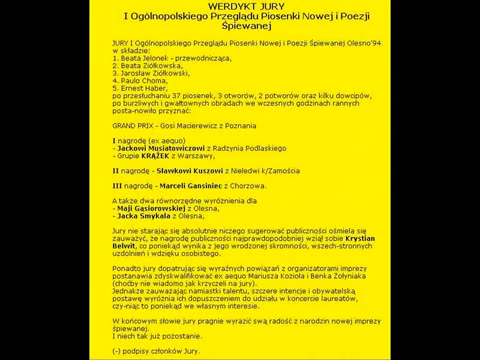 WERDYKT JURY
I Ogólnopolskiego Przeglądu Piosenki Nowej i Poezji
Śpiewanej
JURY I Ogólnopolskiego Przeglądu Piosenki Nowej i Poezji Śpiewanej Olesno'94
w składzie:
1. Beata Jelonek - przewodnicząca,
2. Beata Ziółkowska,
3. Jarosław Ziółkowski,
4. Paulo Choma,
5. Ernest Haber,
po przesłuchaniu 37 piosenek, 3 otworów, 2 potworów oraz kilku dowcipów,
po burzliwych i gwałtownych obradach we wczesnych godzinach rannych
posta-nowiło przyznać:
GRAND PRIX - Gosi Macierewicz z Poznania
I nagrodę (ex aequo)
- Jackowi Musiatowiczowi z Radzynia Podlaskiego
- Grupie KRĄŻEK z Warszawy,
II nagrodę - Sławkowi Kuszowi z Nieledwi k/Zamościa
III nagrodę - Marceli Gansiniec z Chorzowa.
A także dwa równorzędne wyróżnienia dla
- Maji Gąsiorowskiej z Olesna,
- Jacka Smykala z Olesna,
Jury nie starając się absolutnie niczego sugerować publiczności ośmiela się
zauważyć, że nagrodę publiczności najprawdopodobniej wziął sobie Krystian
Belwit, co poniekąd wynika z jego wrodzonej skromności, wszech-stronnych
uzdolnień i wdzięku osobistego.
Ponadto jury dopatrując się wyraźnych powiązań z organizatorami imprezy
postanawia zdyskwalifikować ex aequo Mariusza Kozioła i Benka Zołyniaka
(choćby nie wiadomo jak krzyczeli na jury).
Jednakże zauważając namiastki talentu, szczere intencje i obywatelską
postawę wyróżnia ich dopuszczeniem do udziału w koncercie laureatów,
czy-niąc to poniekąd we własnym interesie.
W końcowym słowie jury pragnie wyrazić swą radość z narodzin nowej imprezy
śpiewanej.
I niech tak już pozostanie.
(-) podpisy członków Jury.